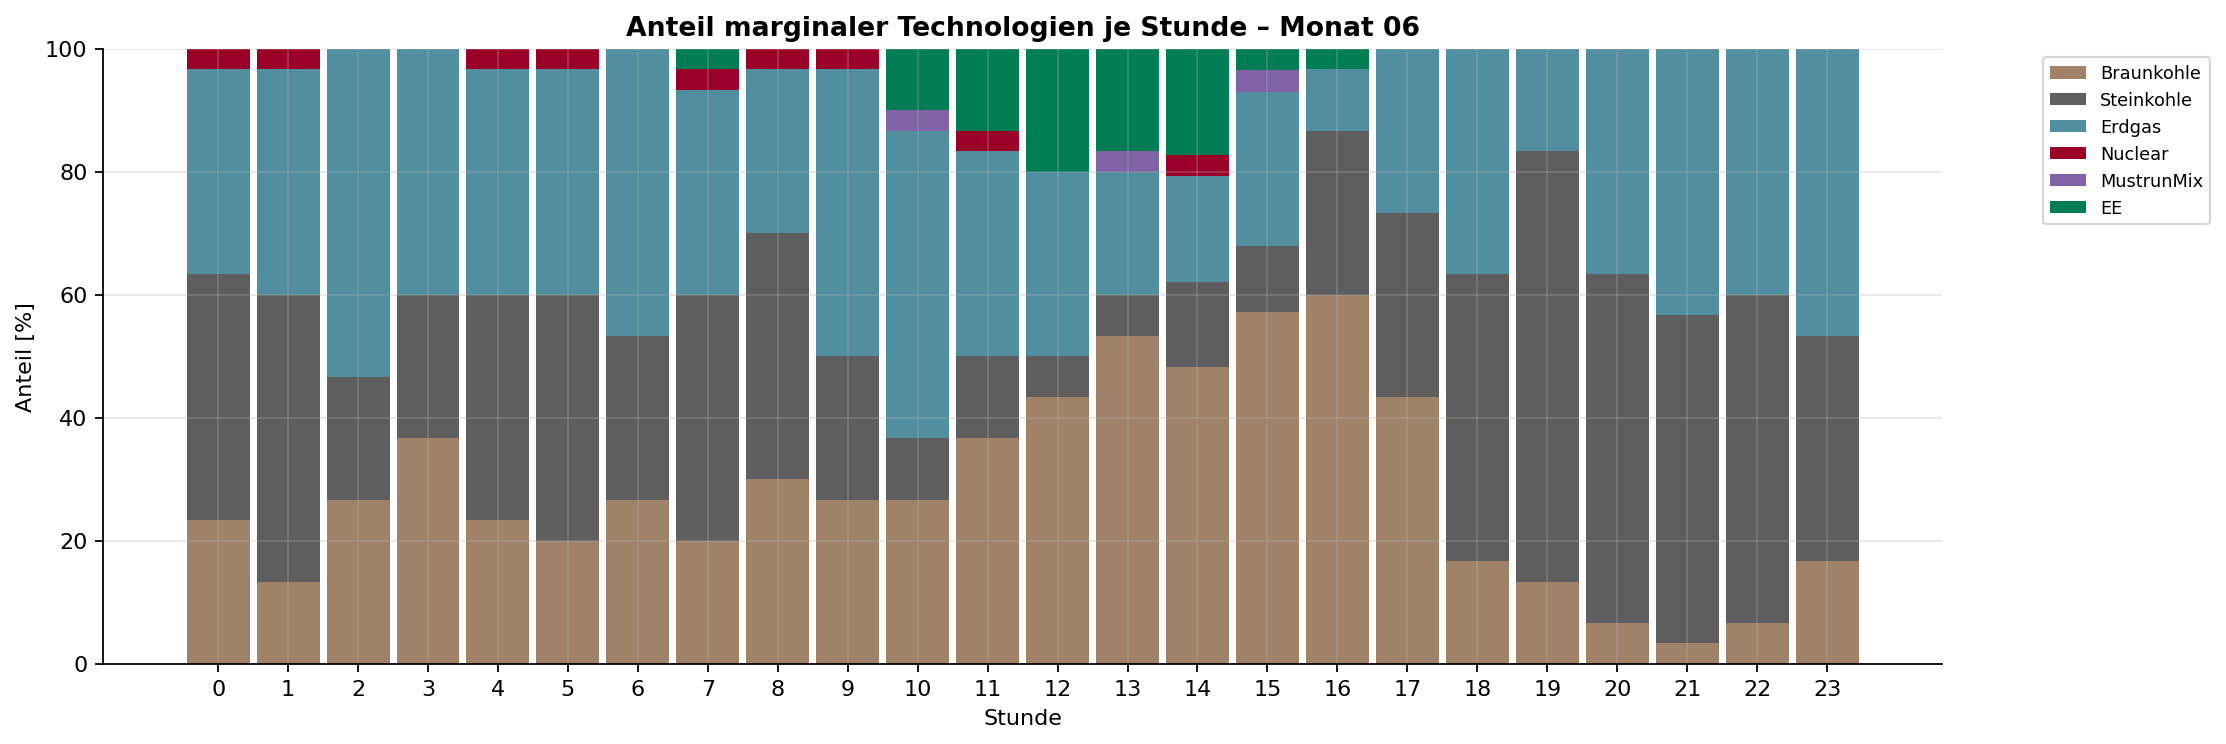 Anteil marginaler Technologien je Stunde – Monat 06
Anteil [%]
100
80
60
40
20
0
0 1 2 3 4 5 6 7 8 9 10 11 12 13 14 15 16 17 18 19 20 21 22 23
Stunde
Braunkohle
Steinkohle
Erdgas
Nuclear
MustrunMix
EE